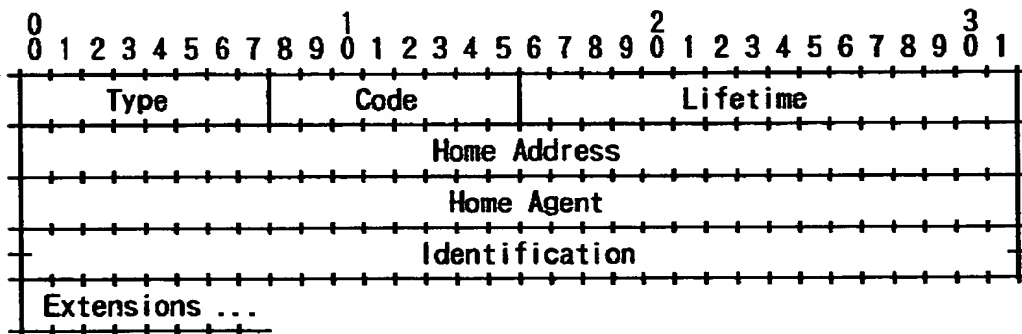 0 1 2 3
0 1 2 3 4 5 6 7 8 9 0 1 2 3 4 5 6 7 8 9 0 1 2 3 4 5 6 7 8 9 0 1
Type Code Lifetime
Home Address
Home Agent
Identification
Extensions ...